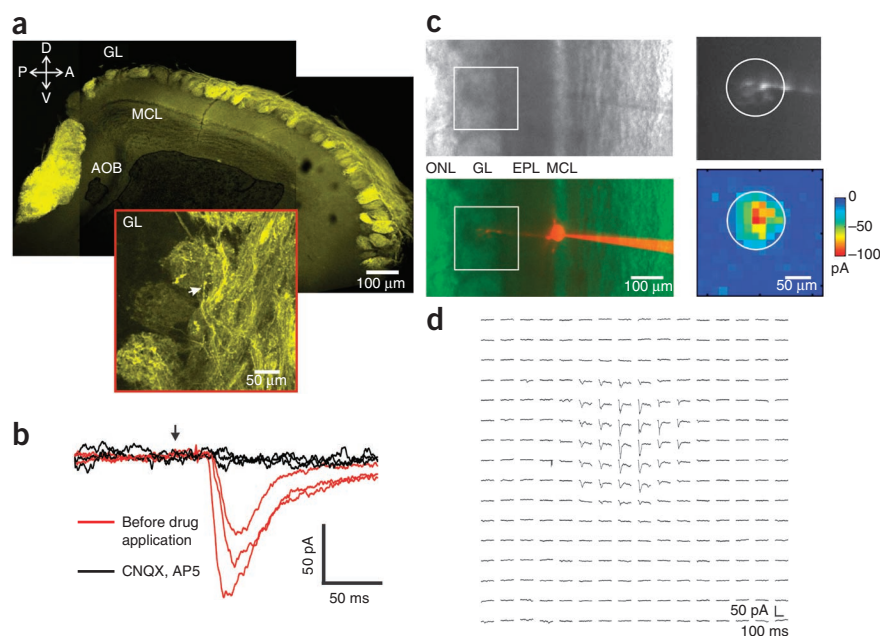 a
D
GL
P A
V
MCL
AOB
GL
100 μm
50 μm
b
Before drug
application
CNQX, AP5
50 pA
50 ms
c
ONL GL EPL MCL
100 μm
0
–50
–100
pA
50 μm
d
50 pA
100 ms